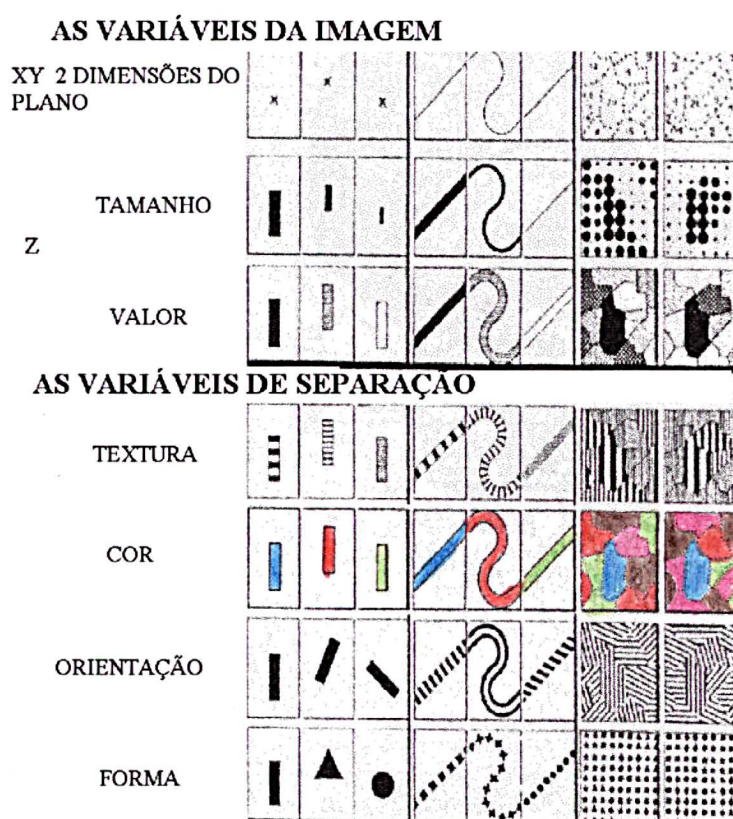 AS VARIÁVEIS DA IMAGEM
XY 2 DIMENSÕES DO
PLANO
TAMANHO
Z
VALOR
AS VARIÁVEIS DE SEPARAÇÃO
TEXTURA
COR
ORIENTAÇÃO
FORMA